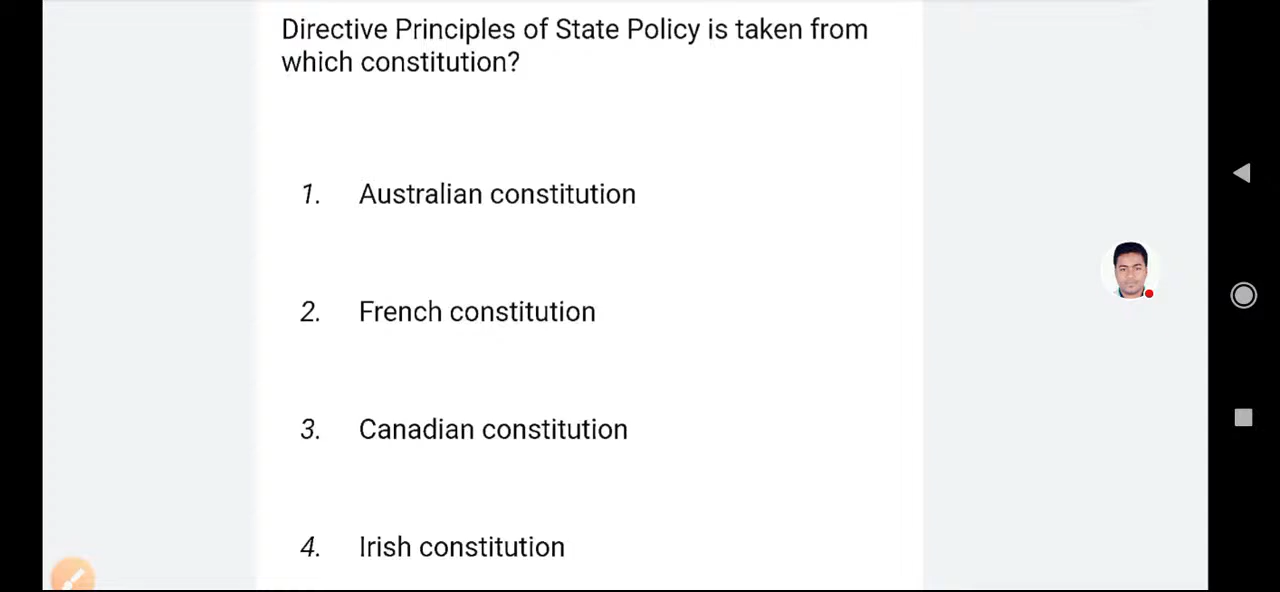 Directive Principles of State Policy is taken from
which constitution?
1. Australian constitution
2. French constitution
3. Canadian constitution
4. Irish constitution